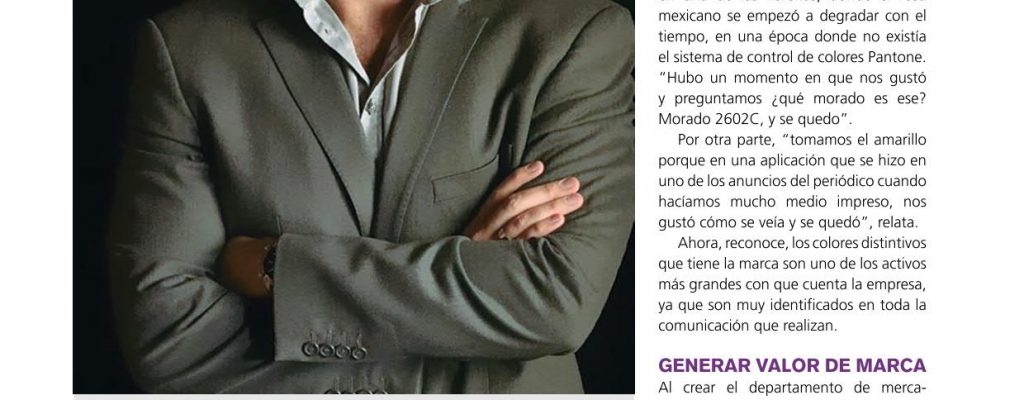 mexicano se empezó a degradar con el
tiempo, en una época donde no existía
el sistema de control de colores Pantone.
“Hubo un momento en que nos gustó
y preguntamos ¿qué morado es ese?
Morado 2602C, y se quedo”.
Por otra parte, “tomamos el amarillo
porque en una aplicación que se hizo en
uno de los anuncios del periódico cuando
hacíamos mucho medio impreso, nos
gustó cómo se veía y se quedó”, relata.
Ahora, reconoce, los colores distintivos
que tiene la marca son uno de los activos
más grandes con que cuenta la empresa,
ya que son muy identificados en toda la
comunicación que realizan.
GENERAR VALOR DE MARCA
Al crear el departamento de merca-